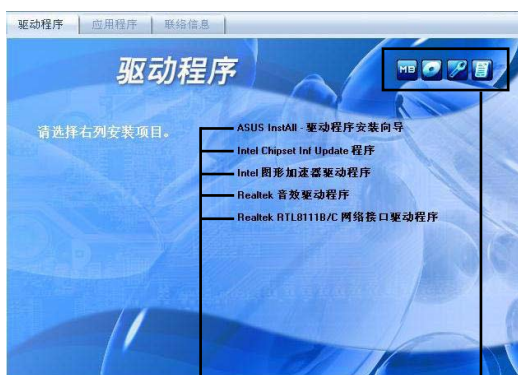 驱动程序 应用程序 联络信息
驱动程序
MB
请选择右列安装项目。
ASUS InstAll - 驱动程序安装向导
Intel Chipset Inf Update 程序
Intel 图形加速器驱动程序
Realtek 音效驱动程序
Realtek RTL8111B/C 网络接口驱动程序